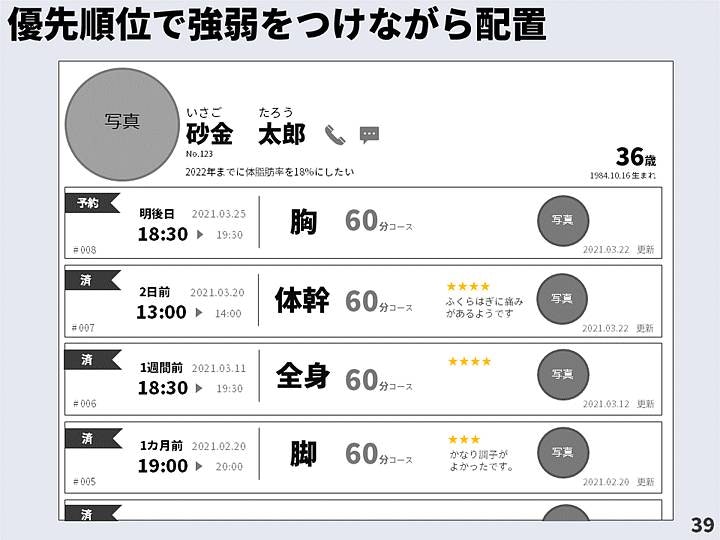 優先順位で強弱をつけながら配置
写真
いさご たろう
砂金 太郎
No.123
2022年までに体脂肪率を18%にしたい
36歳
1984.10.16 生まれ
予約
明後日 2021.03.25
18:30 ▶ 19:30
胸
60分コース
写真
#008
2021.03.22 更新
済
2日前 2021.03.20
13:00 ▶ 14:00
体幹
60分コース
★★★★
ふくらはぎに痛み
があるようです
写真
#007
2021.03.22 更新
済
1週間前 2021.03.11
18:30 ▶ 19:30
全身
60分コース
★★★★
写真
#006
2021.03.12 更新
済
1カ月前 2021.02.20
19:00 ▶ 20:00
脚
60分コース
★★★
かなり調子が
よかったです。
写真
#005
2021.02.20 更新
済
39